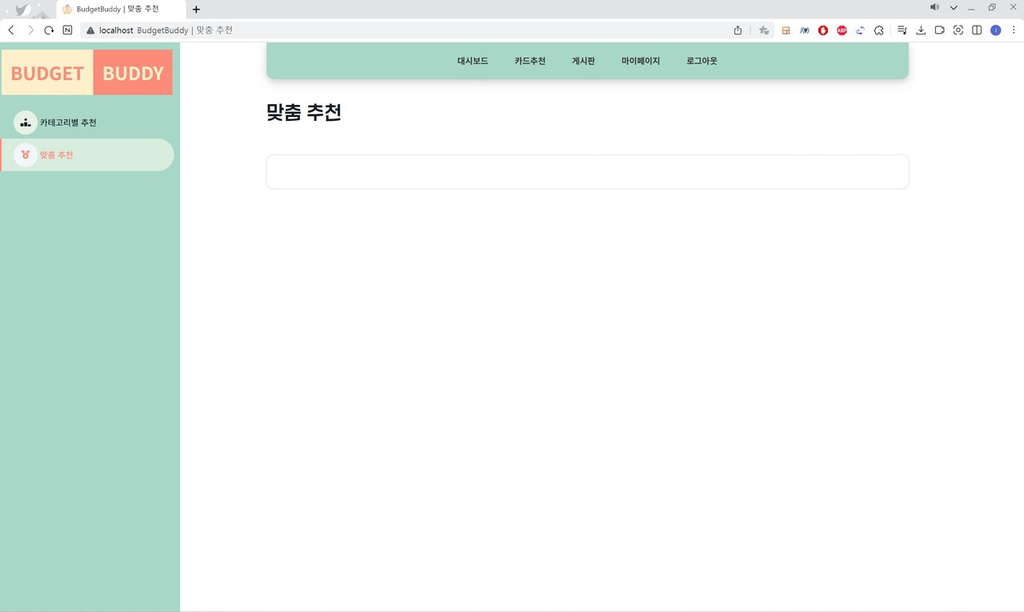 BudgetBuddy | 맞춤 추천
localhost BudgetBuddy | 맞춤 추천
BUDGET BUDDY
대시보드 카드추천 게시판 마이페이지 로그아웃
카테고리별 추천
맞춤 추천
맞춤 추천